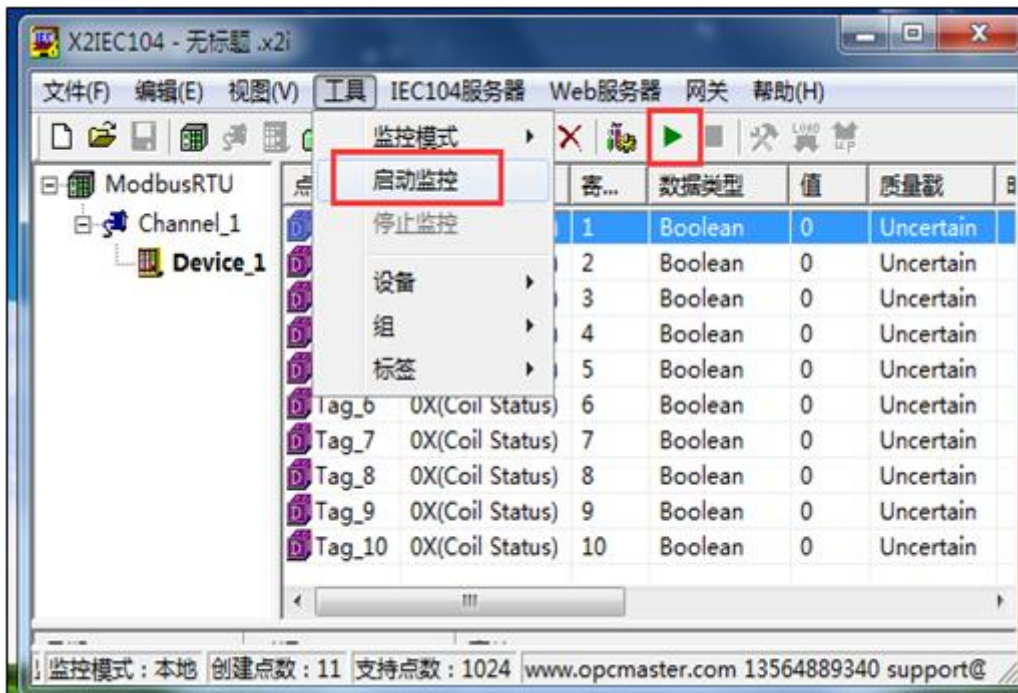 X2IEC104 - 无标题 .x2i
文件(F) 编辑(E) 视图(V) 工具 IEC104服务器 Web服务器 网关 帮助(H)
LOAD UP
监控模式
启动监控
停止监控
设备
组
标签
ModbusRTU
Channel_1
Device_1
点 寄... 数据类型 值 质量戳
1 Boolean 0 Uncertain
2 Boolean 0 Uncertain
3 Boolean 0 Uncertain
4 Boolean 0 Uncertain
5 Boolean 0 Uncertain
Tag_6 0X(Coil Status) 6 Boolean 0 Uncertain
Tag_7 0X(Coil Status) 7 Boolean 0 Uncertain
Tag_8 0X(Coil Status) 8 Boolean 0 Uncertain
Tag_9 0X(Coil Status) 9 Boolean 0 Uncertain
Tag_10 0X(Coil Status) 10 Boolean 0 Uncertain
监控模式：本地 创建点数：11 支持点数：1024 www.opcmaster.com 13564889340 support@